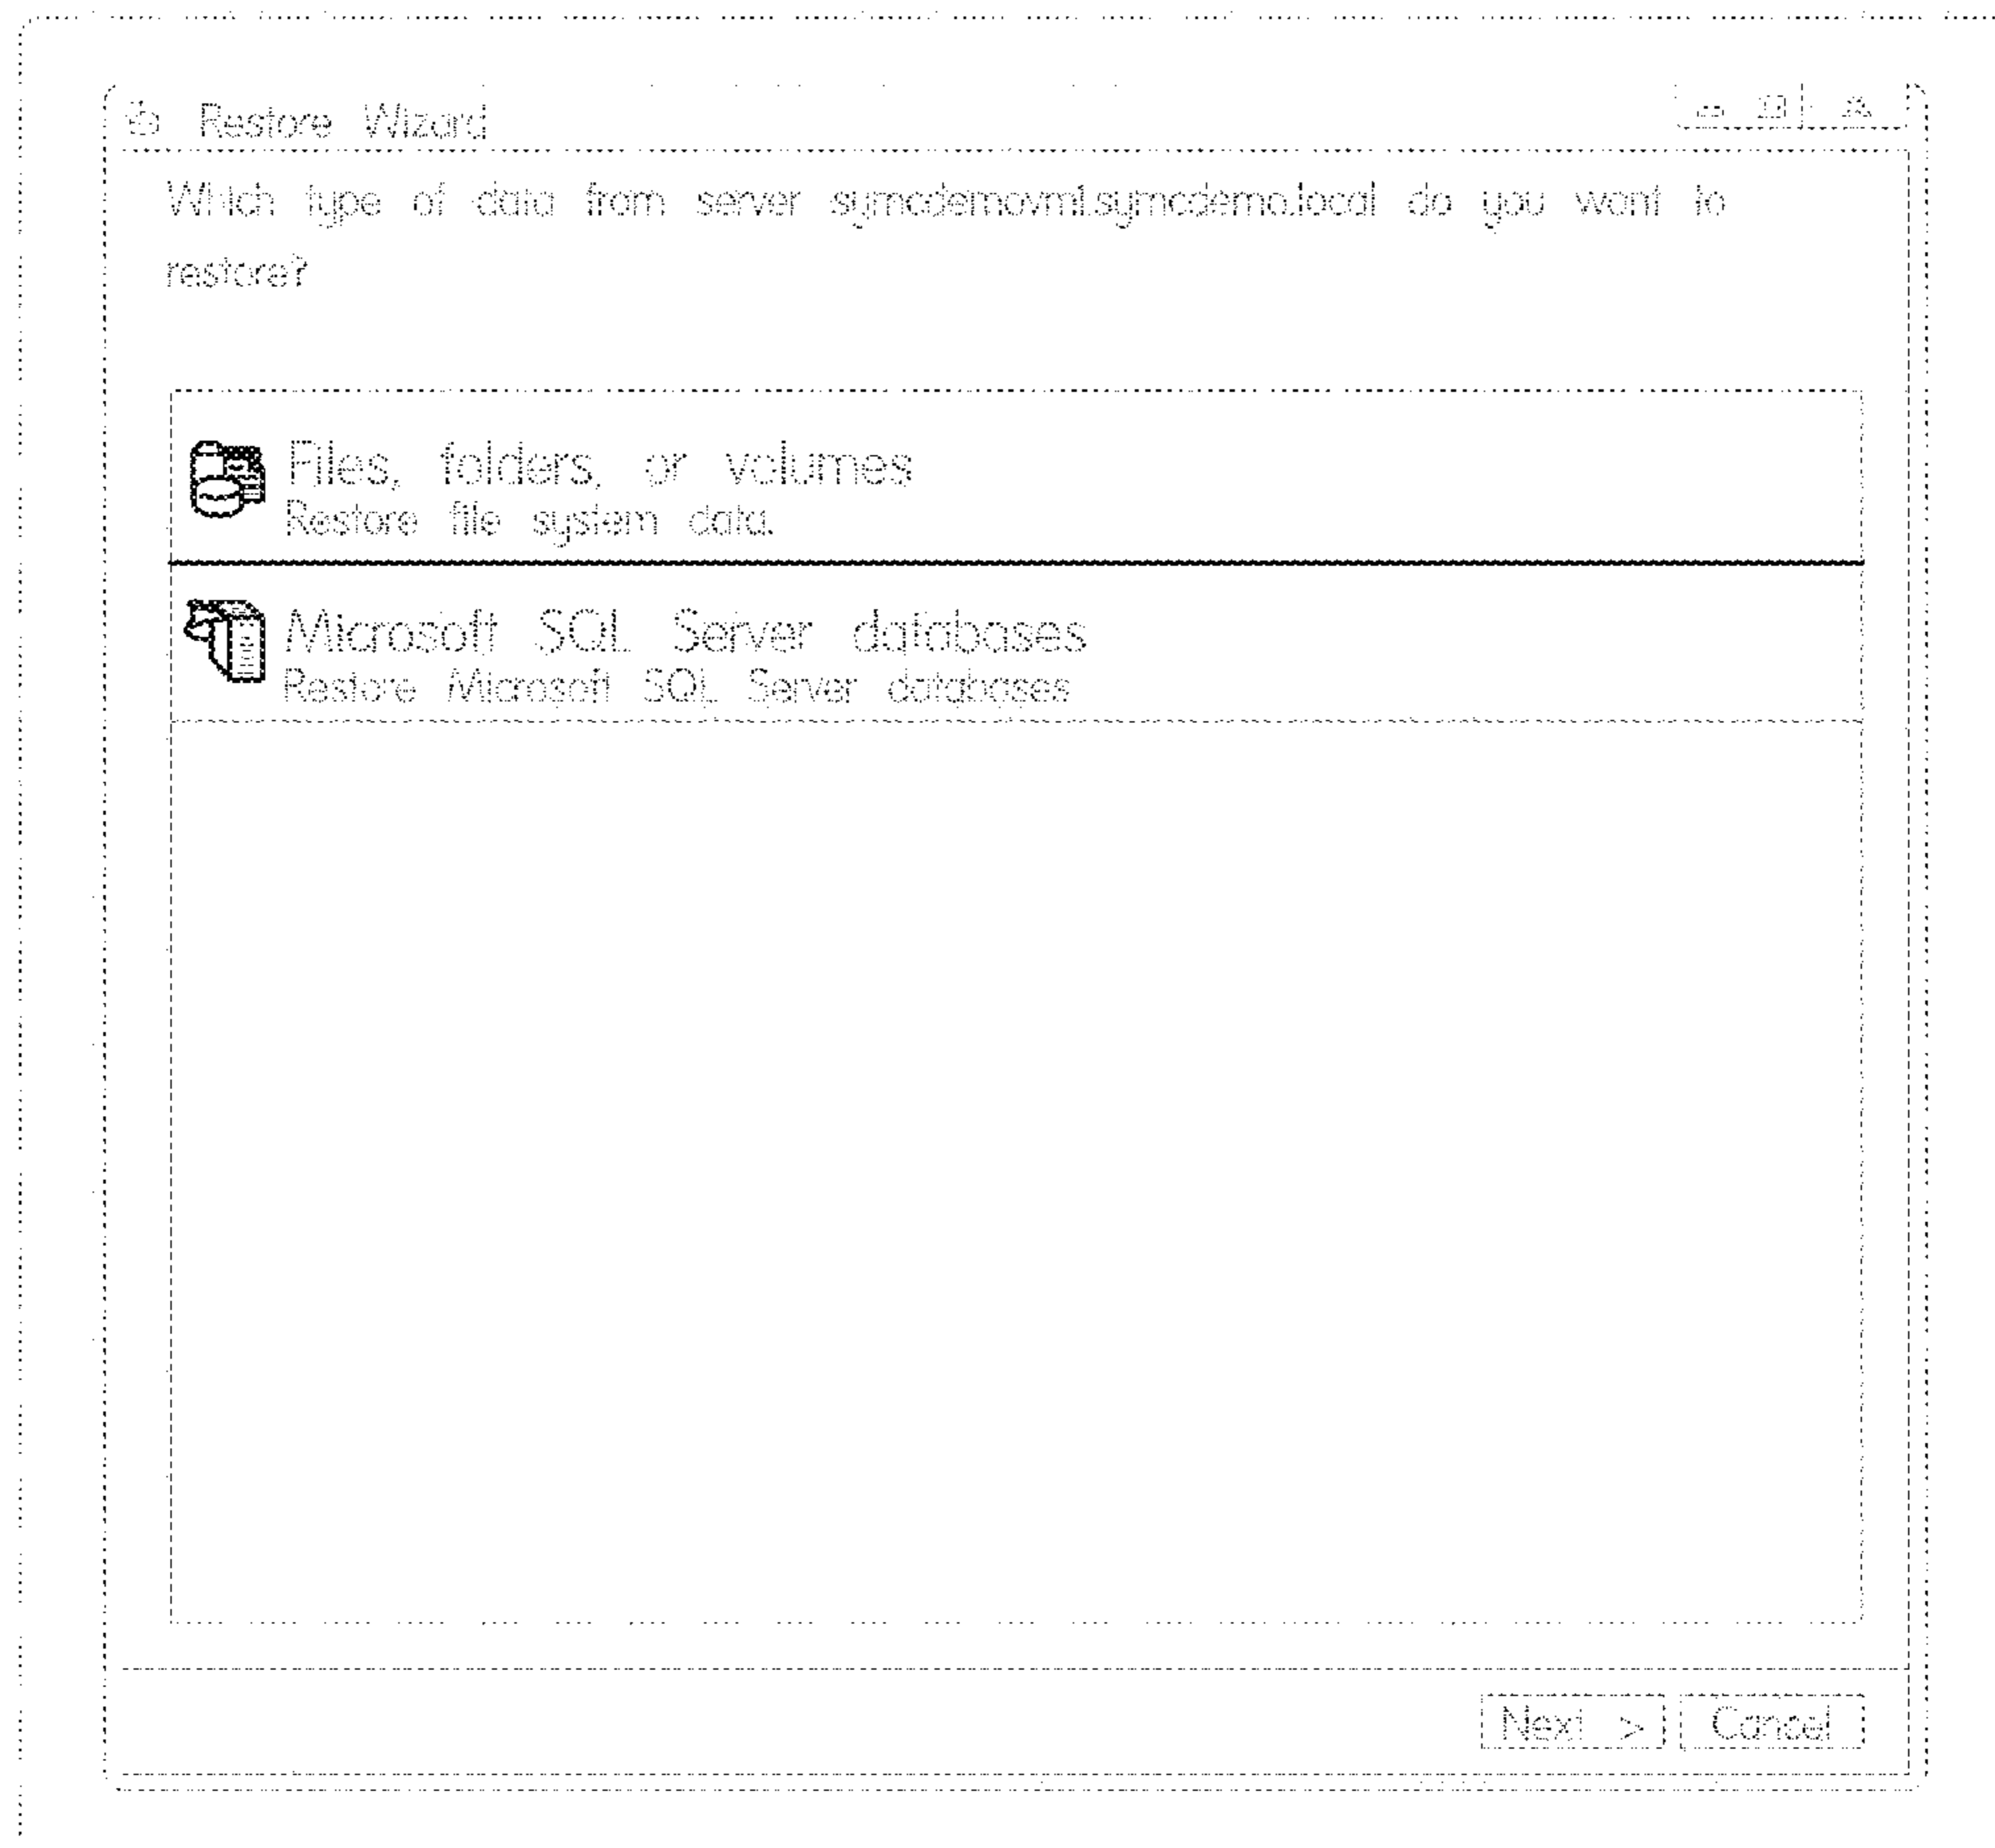 Restore Wizard
Which type of data from server symcdemovm1.symcdemo.local do you want to
restore?
Files, folders, or volumes
Restore file system data.
Microsoft SQL Server databases
Restore Microsoft SQL Server databases
Next >
Cancel